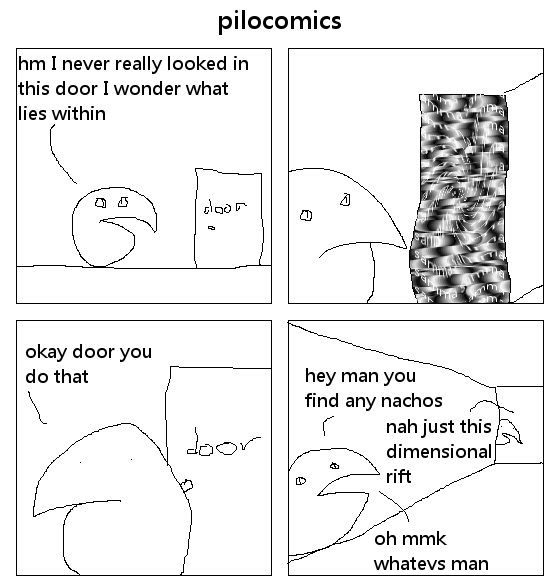 pilocomics
hm I never really looked in
this door I wonder what
lies within
door
okay door you
do that
door
hey man you
find any nachos
nah just this
dimensional
rift
oh mmk
whatevs man